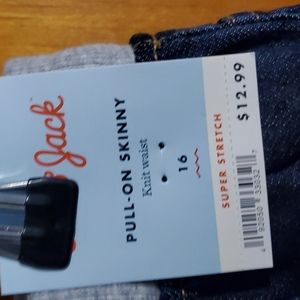 Jack
PULL-ON SKINNY
Knit waist
16
SUPER STRETCH
$12.99